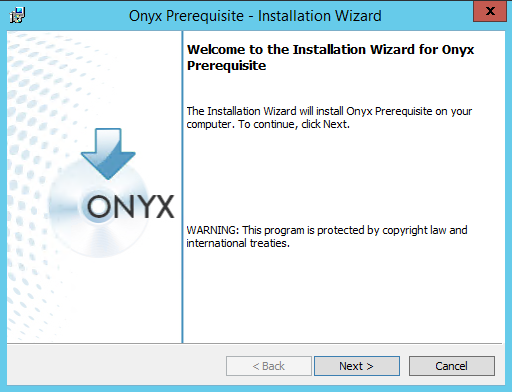 Onyx Prerequisite - Installation Wizard
X
Welcome to the Installation Wizard for Onyx
Prerequisite
The Installation Wizard will install Onyx Prerequisite on your
computer. To continue, click Next.
ONYX
WARNING: This program is protected by copyright law and
international treaties.
< Back
Next >
Cancel